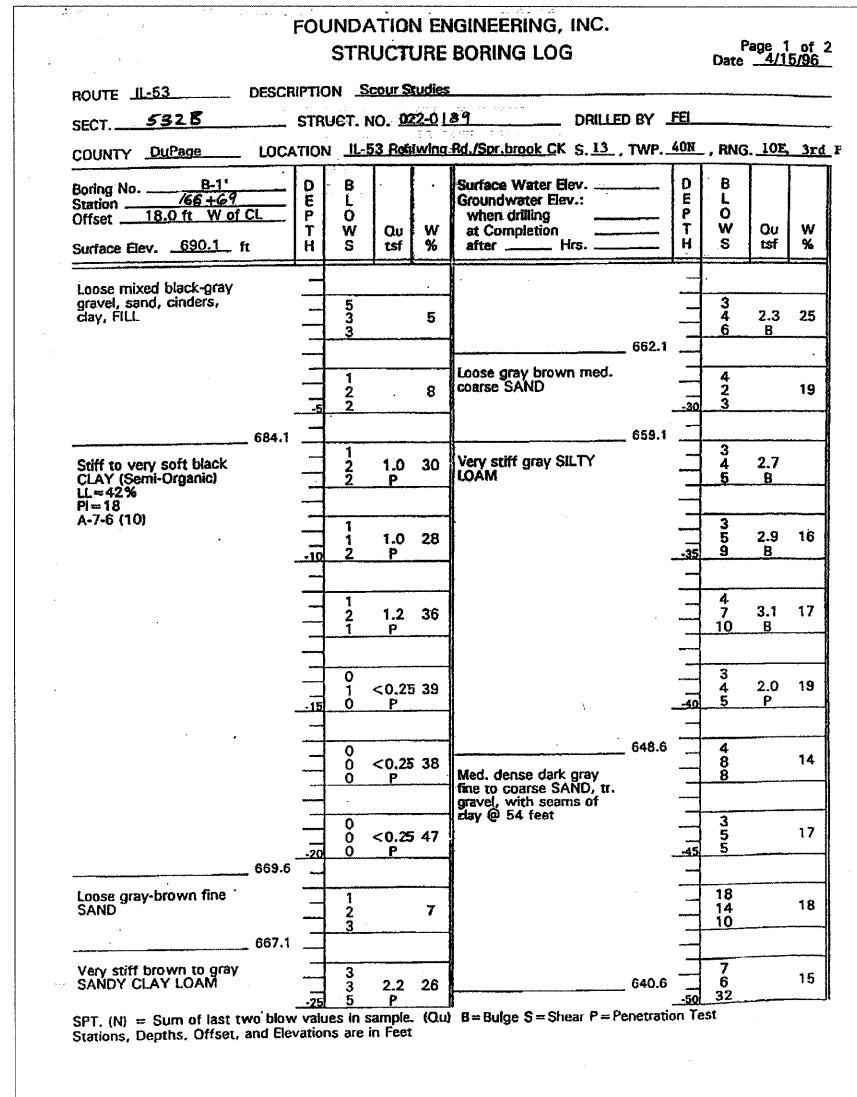 FOUNDATION ENGINEERING, INC.
STRUCTURE BORING LOG
Page 1 of 2
Date 4/15/96
ROUTE IL-53 DESCRIPTION Scour Studies
SECT. 532B STRUCT. NO. 022-0189 DRILLED BY FEI
COUNTY DuPage LOCATION IL-53 Rohlwing Rd./Spr.brook CK S. 13, TWP. 40N, RNG. 10E, 3rd P
Boring No. B-1'
Station 166+69
Offset 18.0 ft W of CL
Surface Elev. 690.1 ft
DEPTH BLOWS Qu tsf W %
Surface Water Elev.
Groundwater Elev.:
when drilling
at Completion
after Hrs.
DEPTH BLOWS Qu tsf W %
Loose mixed black-gray
gravel, sand, cinders,
clay, FILL
5
3 5
3
1
2 8
-5 2
684.1
Stiff to very soft black
CLAY (Semi-Organic)
LL=42%
PI=18
A-7-6 (10)
1
2 1.0 30
2 P
1
1 1.0 28
-10 2 P
1
2 1.2 36
1 P
0
1 <0.25 39
-15 0 P
0
0 <0.25 38
0 P
0
0 <0.25 47
-20 0 P
669.6
Loose gray-brown fine
SAND
1
2 7
3
667.1
Very stiff brown to gray
SANDY CLAY LOAM
3
3 2.2 26
-25 5 P
3
4 2.3 25
6 B
662.1
Loose gray brown med.
coarse SAND
4
2 19
-30 3
659.1
Very stiff gray SILTY
LOAM
3
4 2.7
5 B
3
5 2.9 16
-35 9 B
4
7 3.1 17
10 B
3
4 2.0 19
-40 5 P
648.6
Med. dense dark gray
fine to coarse SAND, tr.
gravel, with seams of
clay @ 54 feet
4
8 14
8
3
5 17
-45 5
18
14 18
10
640.6
7
6 15
-50 32
SPT. (N) = Sum of last two blow values in sample. (Qu) B=Bulge S=Shear P=Penetration Test
Stations, Depths, Offset, and Elevations are in Feet